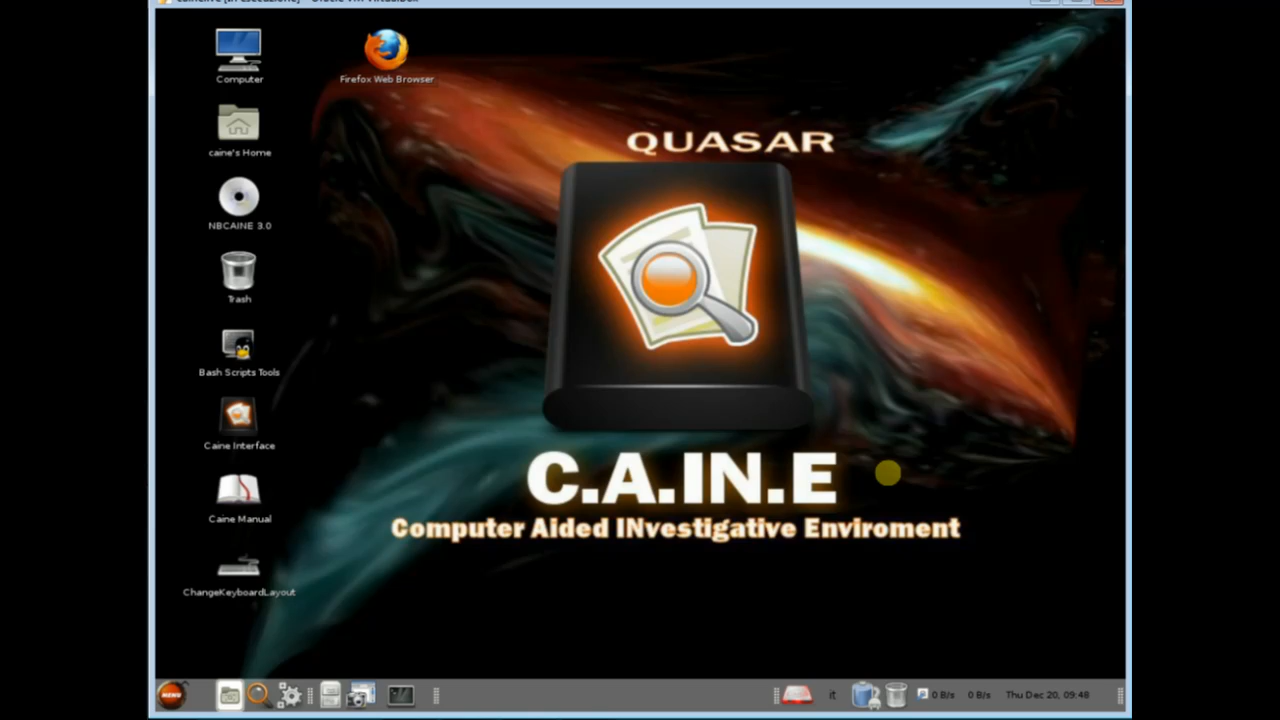 Computer
Firefox Web Browser
caine's Home
NBCAINE 3.0
Trash
Bash Scripts Tools
Caine Interface
Caine Manual
ChangeKeyboardLayout
QUASAR
C.A.IN.E
Computer Aided INvestigative Enviroment
MENU
it
0 B/s
0 B/s
Thu Dec 20, 09:48